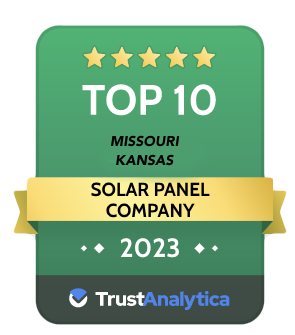 TOP 10
MISSOURI
KANSAS
SOLAR PANEL
COMPANY
2023
TrustAnalytica